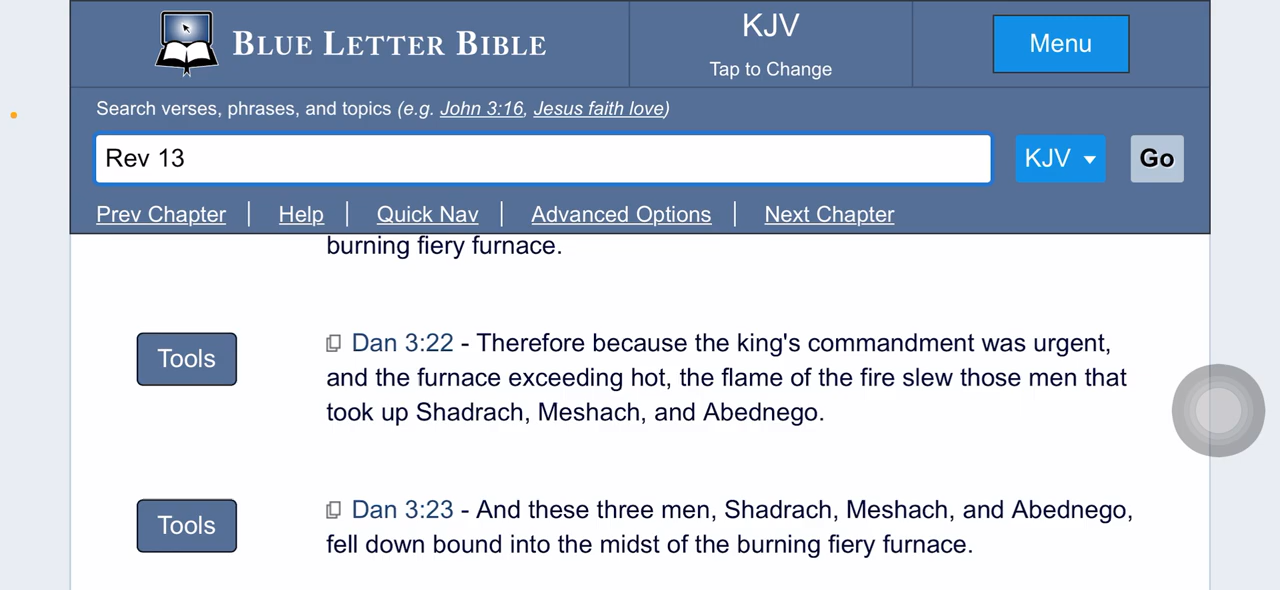 BLUE LETTER BIBLE
KJV
Tap to Change
Menu
Search verses, phrases, and topics (e.g. John 3:16, Jesus faith love)
Rev 13
KJV
Go
Prev Chapter | Help | Quick Nav | Advanced Options | Next Chapter
burning fiery furnace.
Tools
Dan 3:22 - Therefore because the king's commandment was urgent,
and the furnace exceeding hot, the flame of the fire slew those men that
took up Shadrach, Meshach, and Abednego.
Tools
Dan 3:23 - And these three men, Shadrach, Meshach, and Abednego,
fell down bound into the midst of the burning fiery furnace.